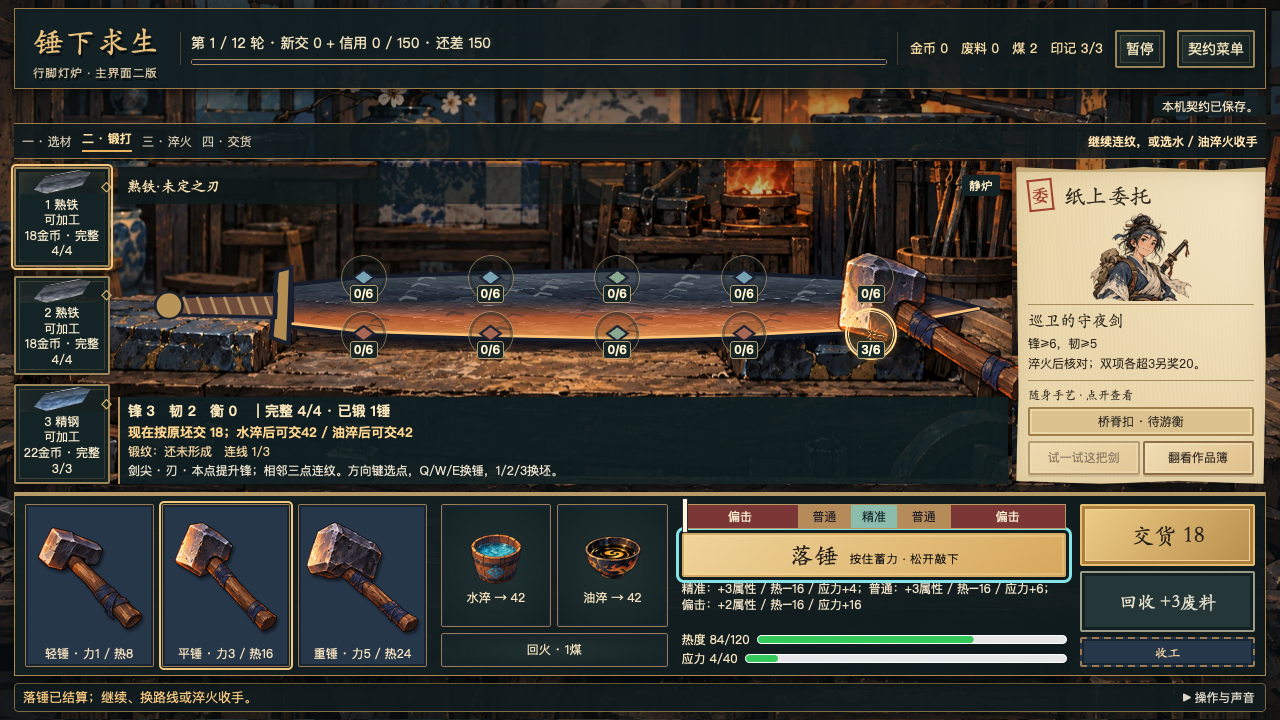 锤下求生
行脚灯炉 · 主界面二版
第 1 / 12 轮 · 新交 0 + 信用 0 / 150 · 还差 150
金币 0 废料 0 煤 2 印记 3/3
暂停
契约菜单
本机契约已保存。
一 · 选材 二 · 锻打 三 · 淬火 四 · 交货
继续连纹，或选水 / 油淬火收手
1 熟铁
可加工
18金币 · 完整
4/4
2 熟铁
可加工
18金币 · 完整
4/4
3 精钢
可加工
22金币 · 完整
3/3
熟铁·未定之刃
静炉
0/6 0/6 0/6 0/6 0/6
0/6 0/6 0/6 0/6 3/6
锋 3 韧 2 衡 0 ｜完整 4/4 · 已锻 1锤
现在按原坯交 18；水淬后可交42 / 油淬后可交42
锻纹：还未形成 连线 1/3
剑尖 · 刃 · 本点提升锋；相邻三点连纹。方向键选点，Q/W/E换锤，1/2/3换坯。
委 纸上委托
巡卫的守夜剑
锋≥6，韧≥5
淬火后核对；双项各超3另奖20。
随身手艺 · 点开查看
桥脊扣 · 待游衡
试一试这把剑
翻看作品簿
轻锤 · 力1 / 热8
平锤 · 力3 / 热16
重锤 · 力5 / 热24
水淬 → 42
油淬 → 42
回火 · 1煤
偏击 普通 精准 普通 偏击
落锤 按住蓄力 · 松开敲下
精准：+3属性 / 热−16 / 应力+4；普通：+3属性 / 热−16 / 应力+6；
偏击：+2属性 / 热−16 / 应力+16
热度 84/120
应力 4/40
交货 18
回收 +3废料
收工
落锤已结算；继续、换路线或淬火收手。
▶ 操作与声音